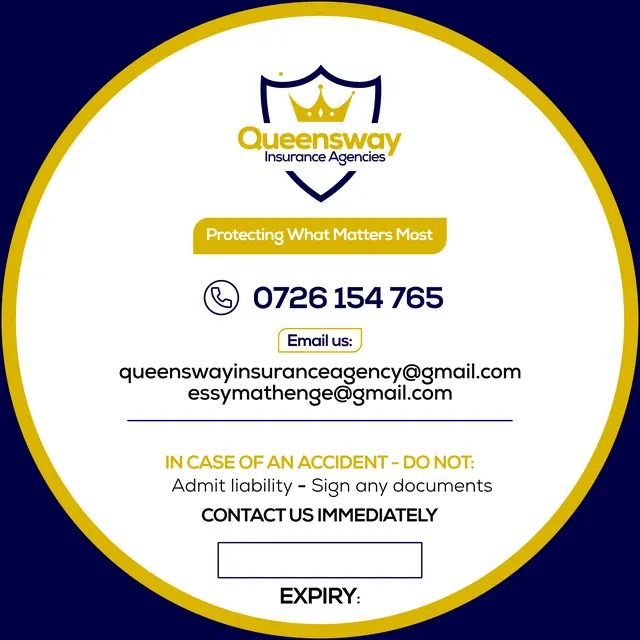 Queensway
Insurance Agencies
Protecting What Matters Most
0726 154 765
Email us:
queenswayinsuranceagency@gmail.com
essymathenge@gmail.com
IN CASE OF AN ACCIDENT - DO NOT:
Admit liability - Sign any documents
CONTACT US IMMEDIATELY
EXPIRY: